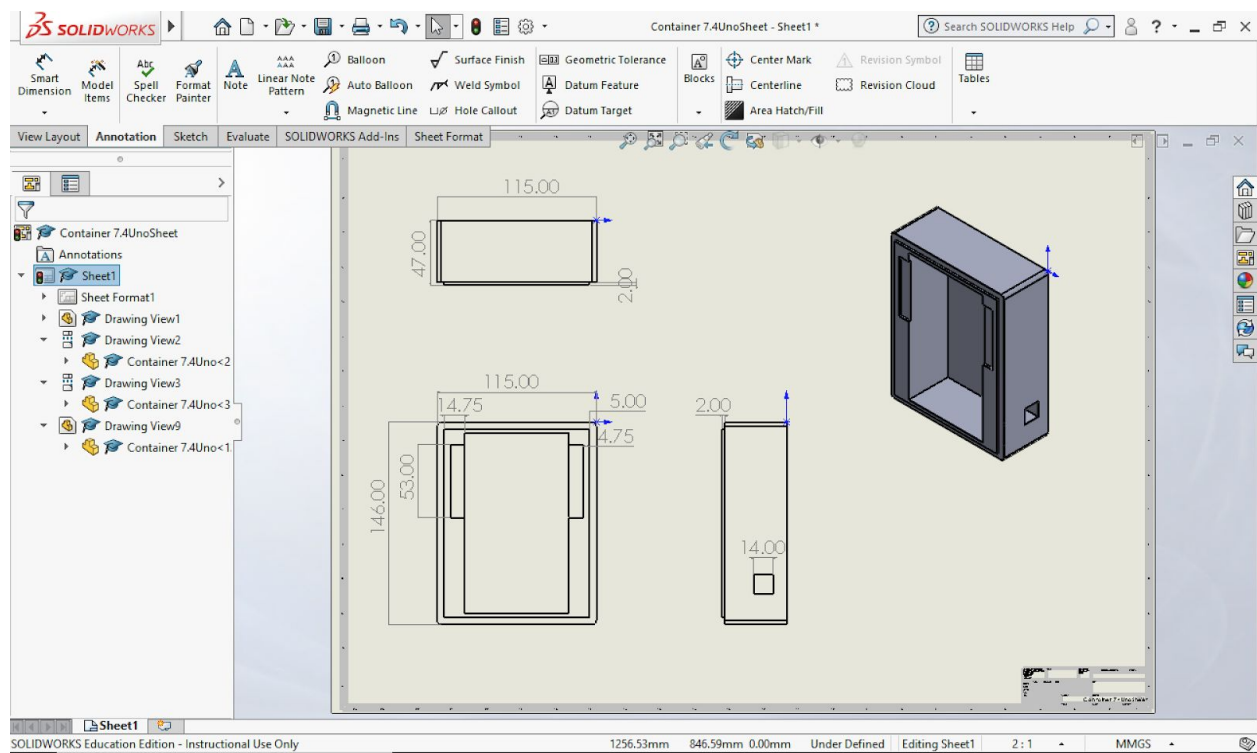 SOLIDWORKS
Container 7.4UnoSheet - Sheet1 *
Search SOLIDWORKS Help
?
Smart Dimension
Model Items
Abc
Spell Checker
Format Painter
A
Note
Linear Note Pattern
Balloon
Auto Balloon
Magnetic Line
Surface Finish
Weld Symbol
Hole Callout
Geometric Tolerance
Datum Feature
Datum Target
Blocks
Center Mark
Centerline
Area Hatch/Fill
Revision Symbol
Revision Cloud
Tables
View Layout
Annotation
Sketch
Evaluate
SOLIDWORKS Add-Ins
Sheet Format
Container 7.4UnoSheet
Annotations
Sheet1
Sheet Format1
Drawing View1
Drawing View2
Container 7.4Uno<2
Drawing View3
Container 7.4Uno<3
Drawing View9
Container 7.4Uno<1
115.00
47.00
2.00
115.00
14.75
5.00
4.75
53.00
146.00
2.00
14.00
Container 7.4UnoSheet
Sheet1
SOLIDWORKS Education Edition - Instructional Use Only
1256.53mm
846.59mm
0.00mm
Under Defined
Editing Sheet1
2 : 1
MMGS